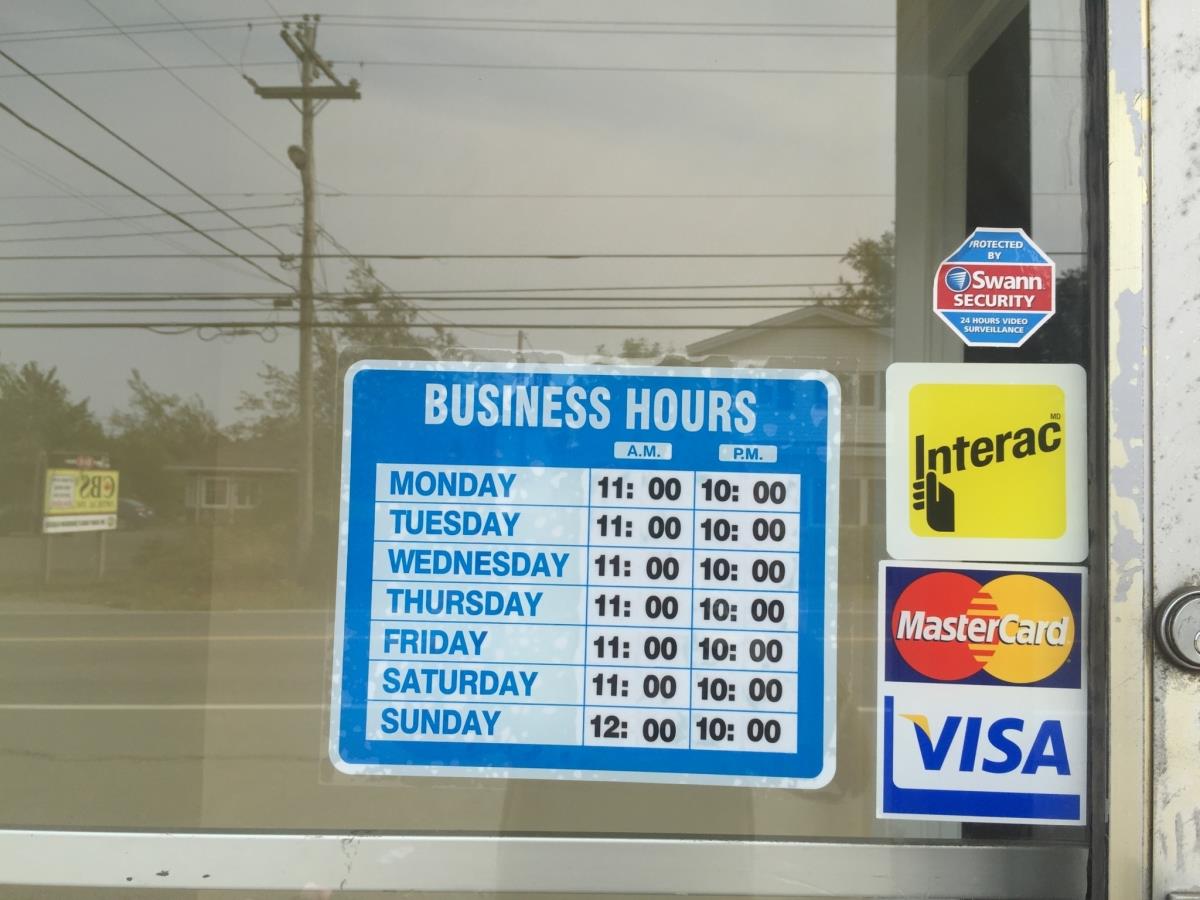 PROTECTED
BY
Swann
SECURITY
24 HOURS VIDEO
SURVEILLANCE
BUSINESS HOURS
A.M. P.M.
MONDAY 11: 00 10: 00
TUESDAY 11: 00 10: 00
WEDNESDAY 11: 00 10: 00
THURSDAY 11: 00 10: 00
FRIDAY 11: 00 10: 00
SATURDAY 11: 00 10: 00
SUNDAY 12: 00 10: 00
Interac MD
MasterCard
VISA
CBS